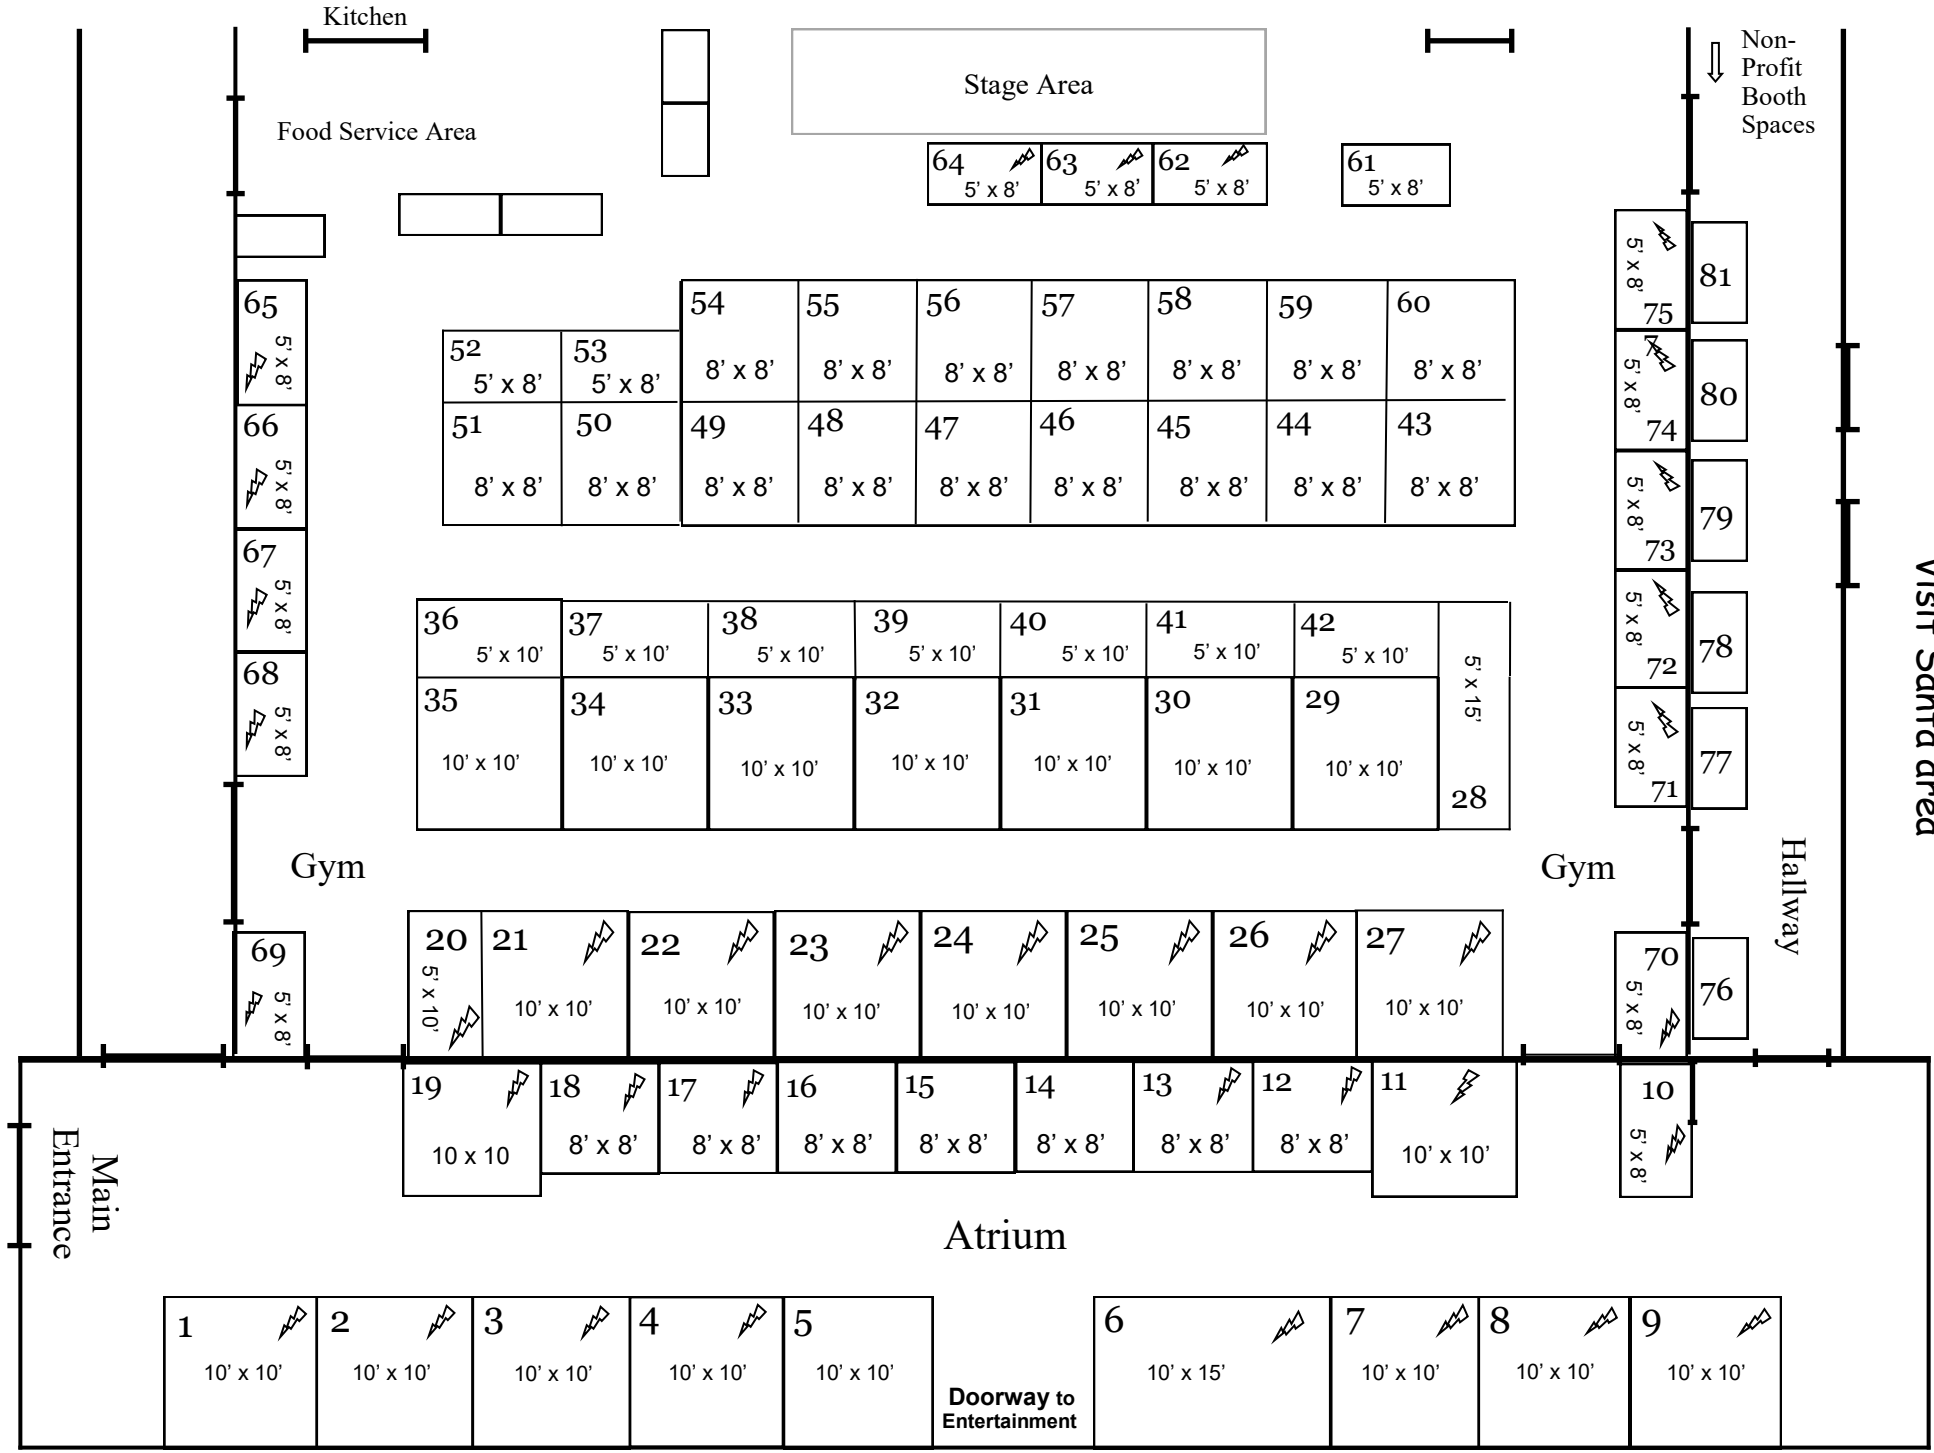 Kitchen
Non-
Profit
Booth
Spaces
Stage Area
Food Service Area
64
5' x 8'
63
5' x 8'
62
5' x 8'
61
5' x 8'
65
5' x 8'
66
5' x 8'
67
5' x 8'
68
5' x 8'
54
8' x 8'
55
8' x 8'
56
8' x 8'
57
8' x 8'
58
8' x 8'
59
8' x 8'
60
8' x 8'
52
5' x 8'
53
5' x 8'
51
8' x 8'
50
8' x 8'
49
8' x 8'
48
8' x 8'
47
8' x 8'
46
8' x 8'
45
8' x 8'
44
8' x 8'
43
8' x 8'
5' x 8'
75
81
7
5' x 8'
74
80
5' x 8'
73
79
5' x 8'
72
78
5' x 8'
71
77
Visit Santa area
36
5' x 10'
37
5' x 10'
38
5' x 10'
39
5' x 10'
40
5' x 10'
41
5' x 10'
42
5' x 10'
5' x 15'
28
35
10' x 10'
34
10' x 10'
33
10' x 10'
32
10' x 10'
31
10' x 10'
30
10' x 10'
29
10' x 10'
Gym
Gym
Hallway
69
5' x 8'
20
5' x 10'
21
10' x 10'
22
10' x 10'
23
10' x 10'
24
10' x 10'
25
10' x 10'
26
10' x 10'
27
10' x 10'
70
5' x 8'
76
19
10 x 10
18
8' x 8'
17
8' x 8'
16
8' x 8'
15
8' x 8'
14
8' x 8'
13
8' x 8'
12
8' x 8'
11
10' x 10'
10
5' x 8'
Main
Entrance
Atrium
1
10' x 10'
2
10' x 10'
3
10' x 10'
4
10' x 10'
5
10' x 10'
Doorway to
Entertainment
6
10' x 15'
7
10' x 10'
8
10' x 10'
9
10' x 10'